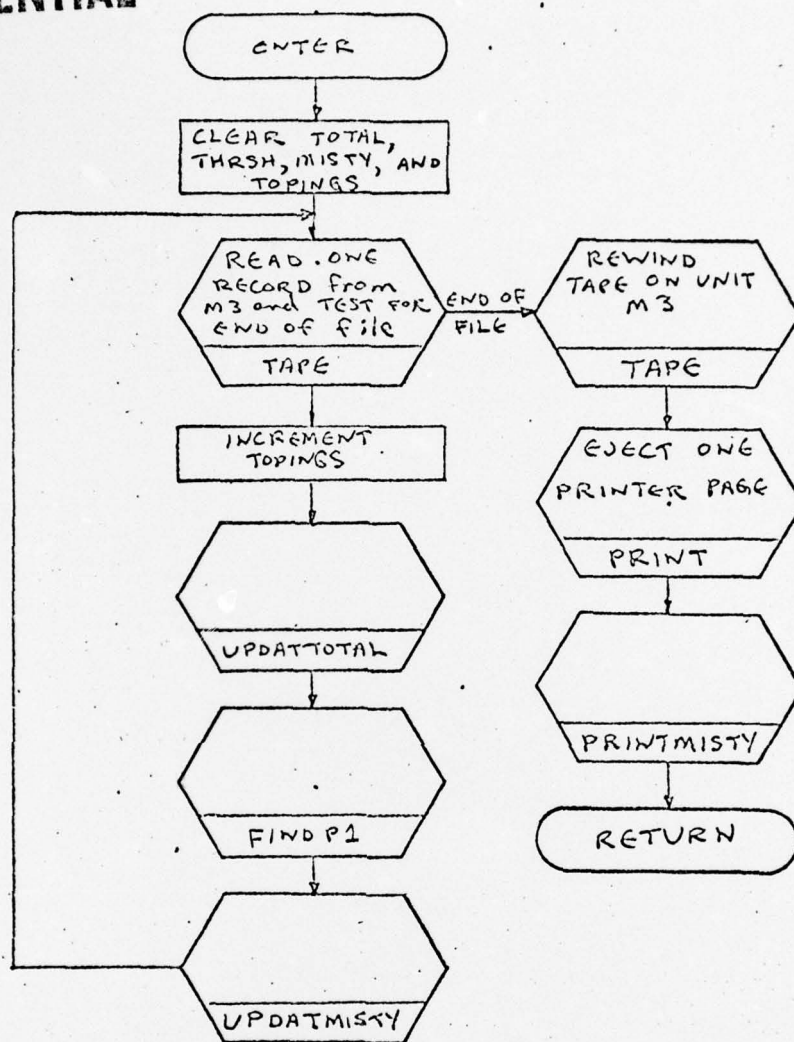 ENTER
CLEAR TOTAL,
THRSH, MISTY, AND
TOPINGS
READ ONE
RECORD from
M3 and TEST FOR
END OF file
TAPE
END OF
FILE
REWIND
TAPE ON UNIT
M3
TAPE
INCREMENT
TOPINGS
EJECT ONE
PRINTER PAGE
PRINT
UPDATTOTAL
PRINTMISTY
FINDP1
RETURN
UPDATMISTY